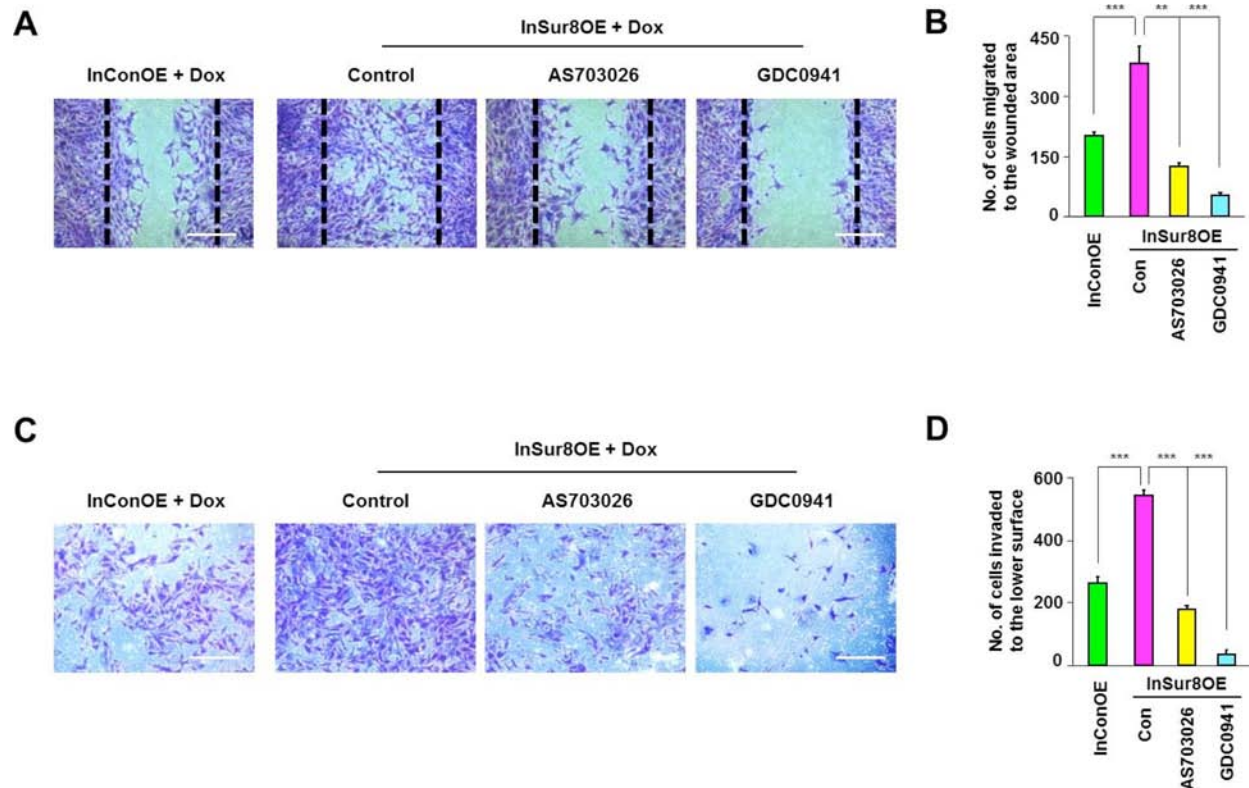 A
InSur8OE + Dox
InConOE + Dox
Control
AS703026
GDC0941
B
*** ** ***
No. of cells migrated
to the wounded area
450
300
150
0
InConOE
Con
AS703026
GDC0941
InSur8OE
C
InSur8OE + Dox
InConOE + Dox
Control
AS703026
GDC0941
D
*** *** ***
No. of cells invaded
to the lower surface
600
400
200
0
InConOE
Con
AS703026
GDC0941
InSur8OE